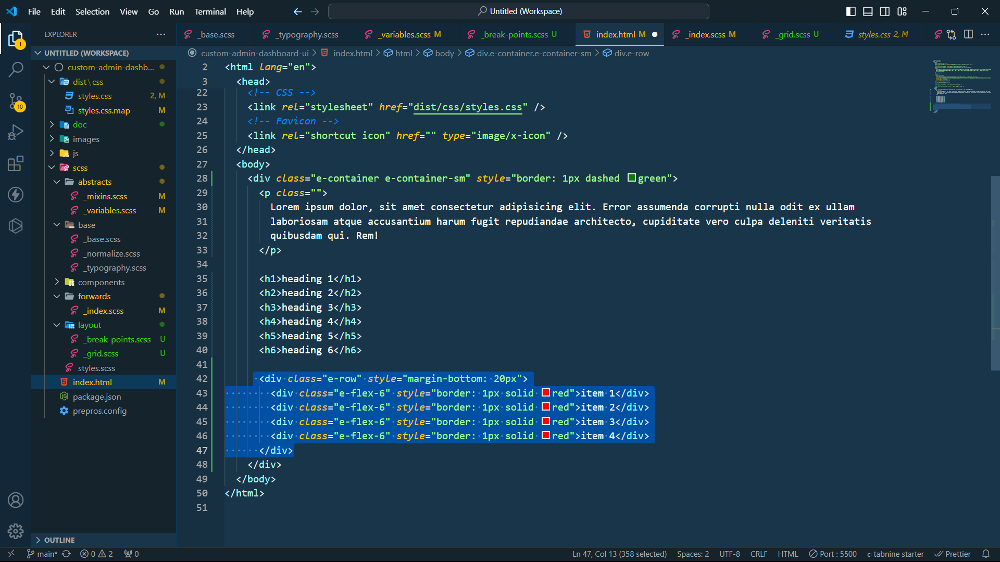 File Edit Selection View Go Run Terminal Help
Untitled (Workspace)
EXPLORER
_base.scss
_typography.scss
_variables.scss M
_break-points.scss U
index.html M
_index.scss M
_grid.scss U
styles.css 2, M
custom-admin-dashboard-ui > index.html > html > body > div.e-container.e-container-sm > div.e-row
1
10
UNTITLED (WORKSPACE)
custom-admin-dashb...
dist\css
styles.css 2, M
styles.css.map M
doc
images
js
scss
abstracts
_mixins.scss M
_variables.scss M
base
_base.scss
_normalize.scss
_typography.scss
components
forwards
_index.scss M
layout
_break-points.scss U
_grid.scss U
styles.scss
index.html M
package.json
prepros.config
OUTLINE
2 <html lang="en">
3 <head>
22 <!-- CSS -->
23 <link rel="stylesheet" href="dist/css/styles.css" />
24 <!-- Favicon -->
25 <link rel="shortcut icon" href="" type="image/x-icon" />
26 </head>
27 <body>
28 <div class="e-container e-container-sm" style="border: 1px dashed green">
29 <p class="">
30 Lorem ipsum dolor, sit amet consectetur adipisicing elit. Error assumenda corrupti nulla odit ex ullam
31 laboriosam atque accusantium harum fugit repudiandae architecto, cupiditate vero culpa deleniti veritatis
32 quibusdam qui. Rem!
33 </p>
34
35 <h1>heading 1</h1>
36 <h2>heading 2</h2>
37 <h3>heading 3</h3>
38 <h4>heading 4</h4>
39 <h5>heading 5</h5>
40 <h6>heading 6</h6>
41
42 <div class="e-row" style="margin-bottom: 20px">
43 <div class="e-flex-6" style="border: 1px solid red">item 1</div>
44 <div class="e-flex-6" style="border: 1px solid red">item 2</div>
45 <div class="e-flex-6" style="border: 1px solid red">item 3</div>
46 <div class="e-flex-6" style="border: 1px solid red">item 4</div>
47 </div>
48 </div>
49 </body>
50 </html>
51
main* 0 2 0
Ln 47, Col 13 (358 selected) Spaces: 2 UTF-8 CRLF HTML Port : 5500 tabnine starter Prettier